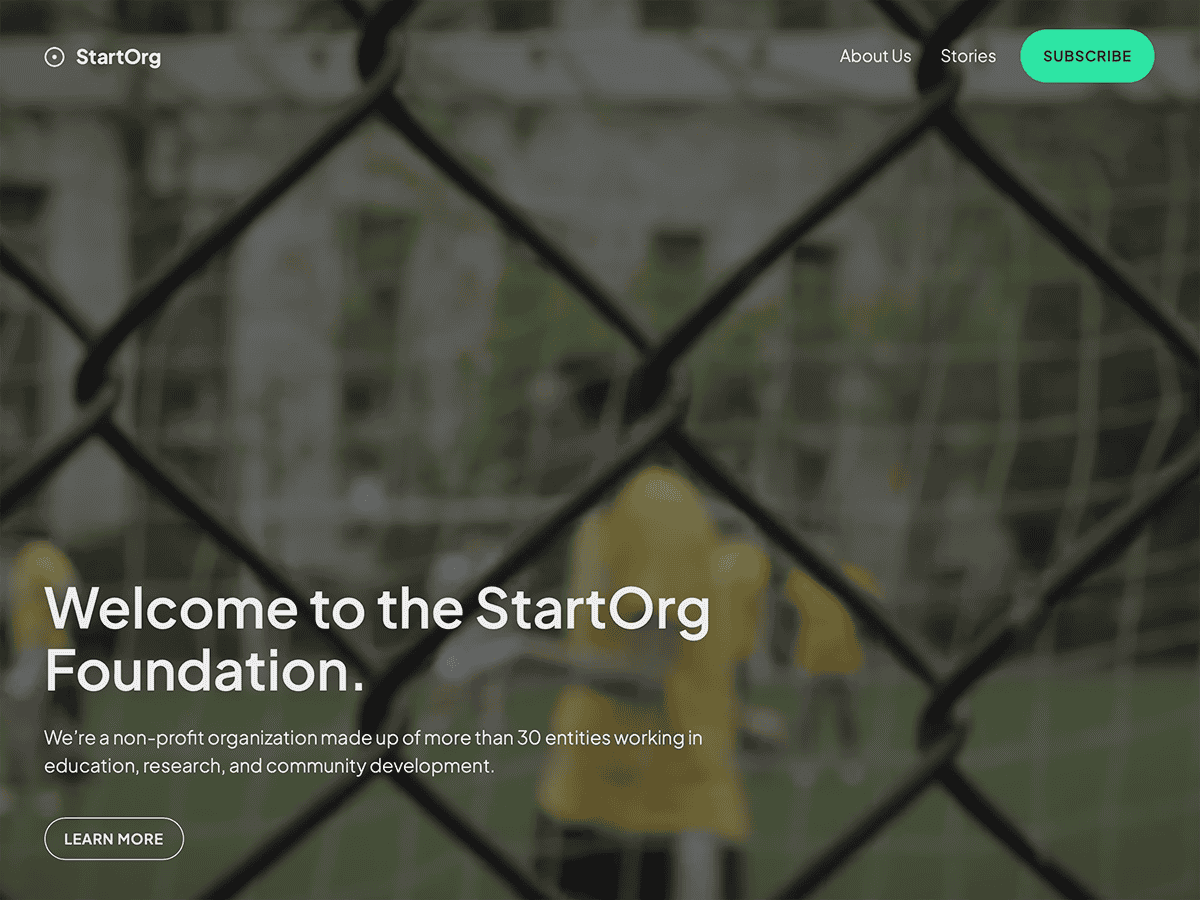 StartOrg
About Us
Stories
SUBSCRIBE
Welcome to the StartOrg
Foundation.
We’re a non-profit organization made up of more than 30 entities working in
education, research, and community development.
LEARN MORE